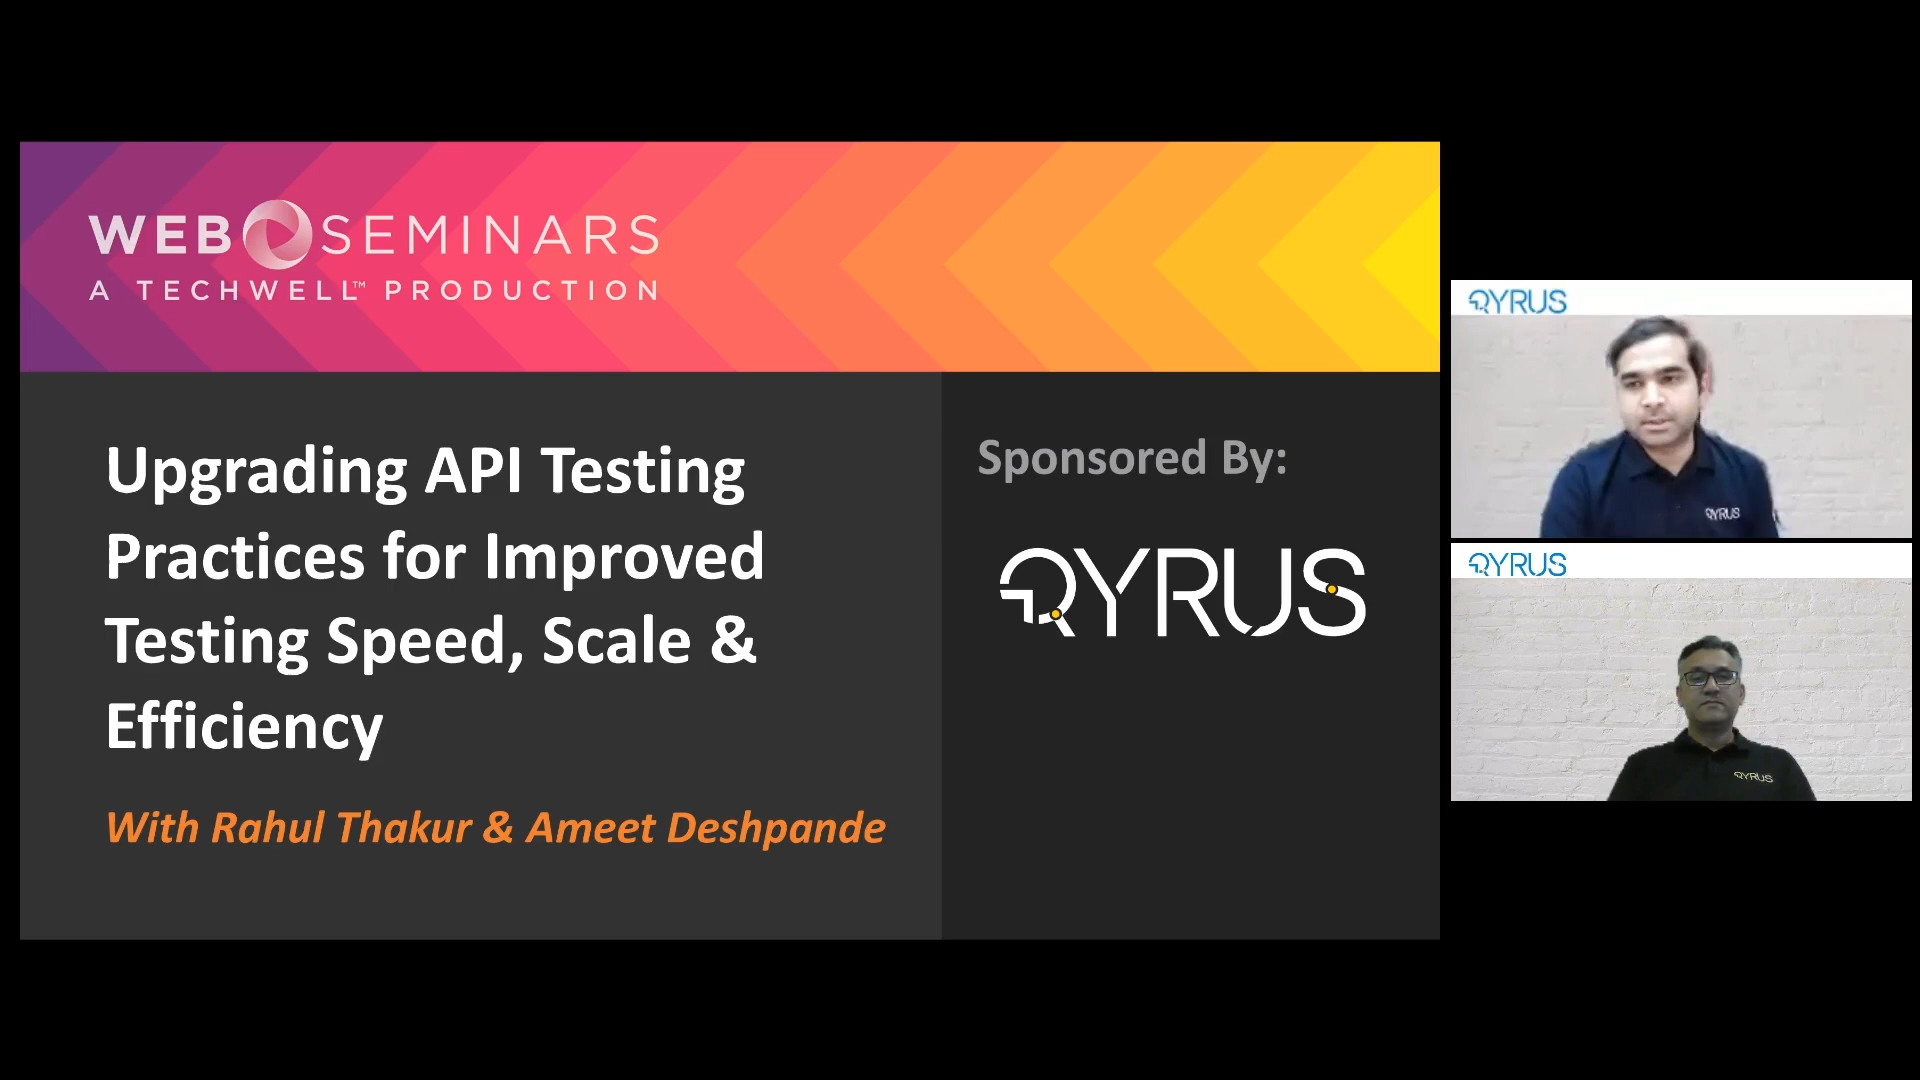 WEB SEMINARS
A TECHWELL™ PRODUCTION
Upgrading API Testing
Practices for Improved
Testing Speed, Scale &
Efficiency
With Rahul Thakur & Ameet Deshpande
Sponsored By:
QYRUS
QYRUS
QYRUS
QYRUS
QYRUS